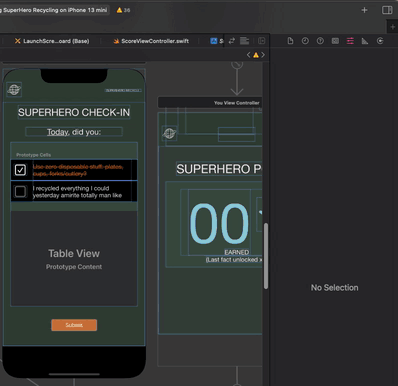 g SuperHero Recycling on iPhone 13 mini
36
LaunchScre...oard (Base)
ScoreViewController.swift
You View Controller
SUPERHERO CHECK-IN
Today, did you:
Prototype Cells
Use zero disposable stuff: plates,
cups, forks/cutlery?
I recycled everything I could
yesterday amirite totally man like
Table View
Prototype Content
Submit
SUPERHERO P
00
EARNED
(Last fact unlocked x
No Selection